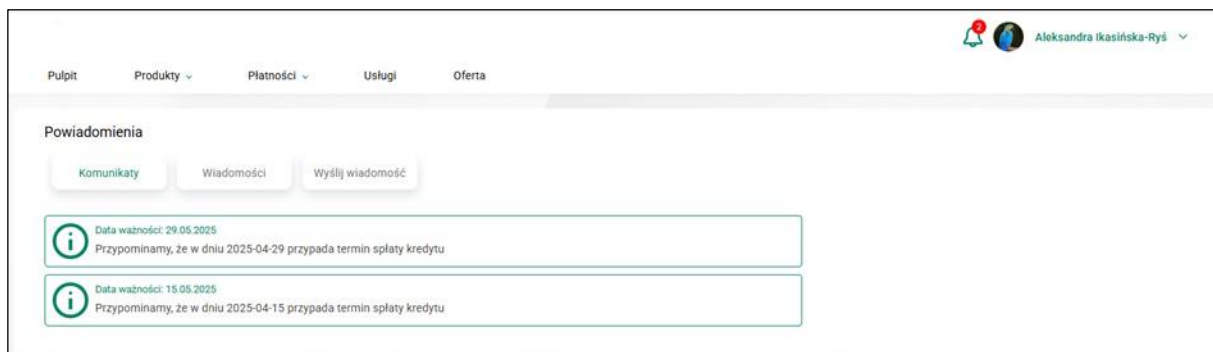 2
Aleksandra Ikasińska-Ryś
Pulpit Produkty Płatności Usługi Oferta
Powiadomienia
Komunikaty Wiadomości Wyślij wiadomość
Data ważności: 29.05.2025
Przypominamy, że w dniu 2025-04-29 przypada termin spłaty kredytu
Data ważności: 15.05.2025
Przypominamy, że w dniu 2025-04-15 przypada termin spłaty kredytu